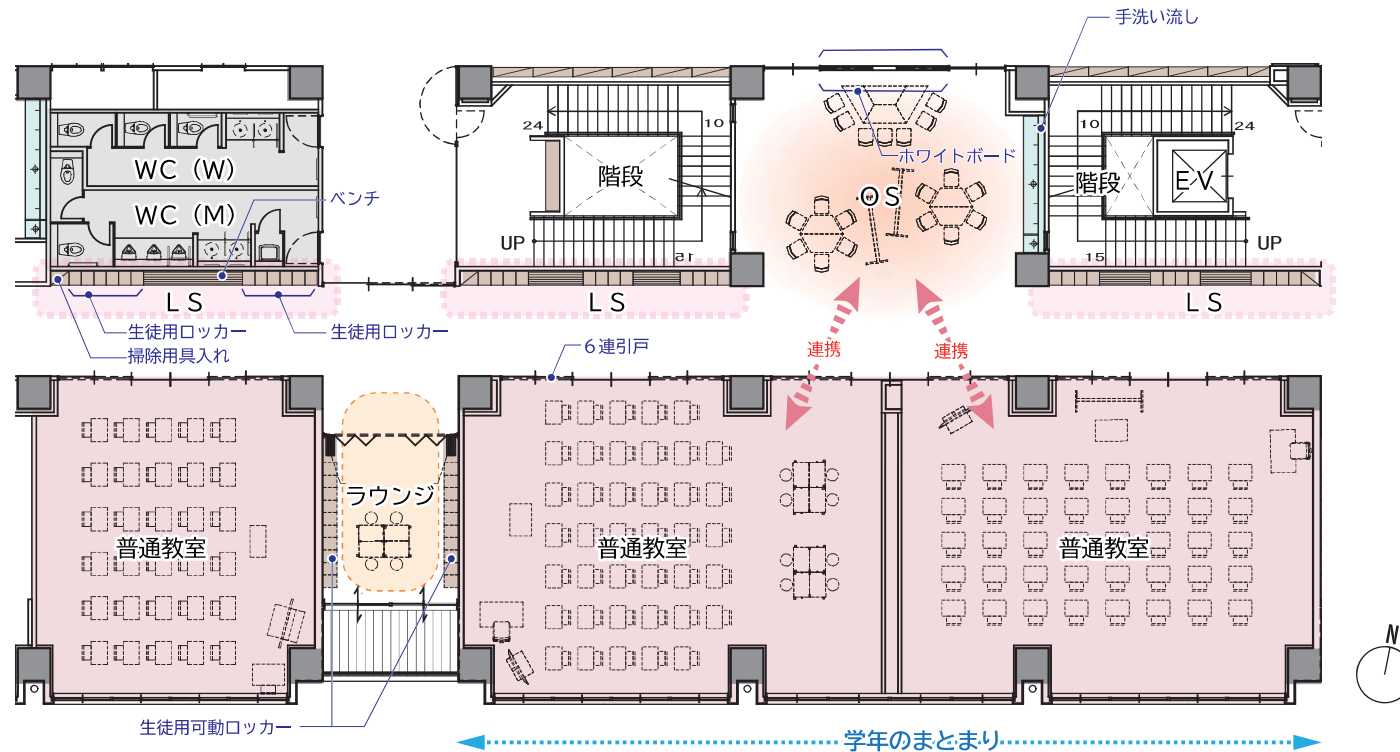 手洗い流し
24
10
10
24
WC（W）
階段
ホワイトボード
階段
EV
ベンチ
OS
WC（M）
UP
15
15
UP
LS
LS
LS
生徒用ロッカー
生徒用ロッカー
掃除用具入れ
6連引戸
連携
連携
ラウンジ
普通教室
普通教室
普通教室
N
生徒用可動ロッカー
学年のまとまり